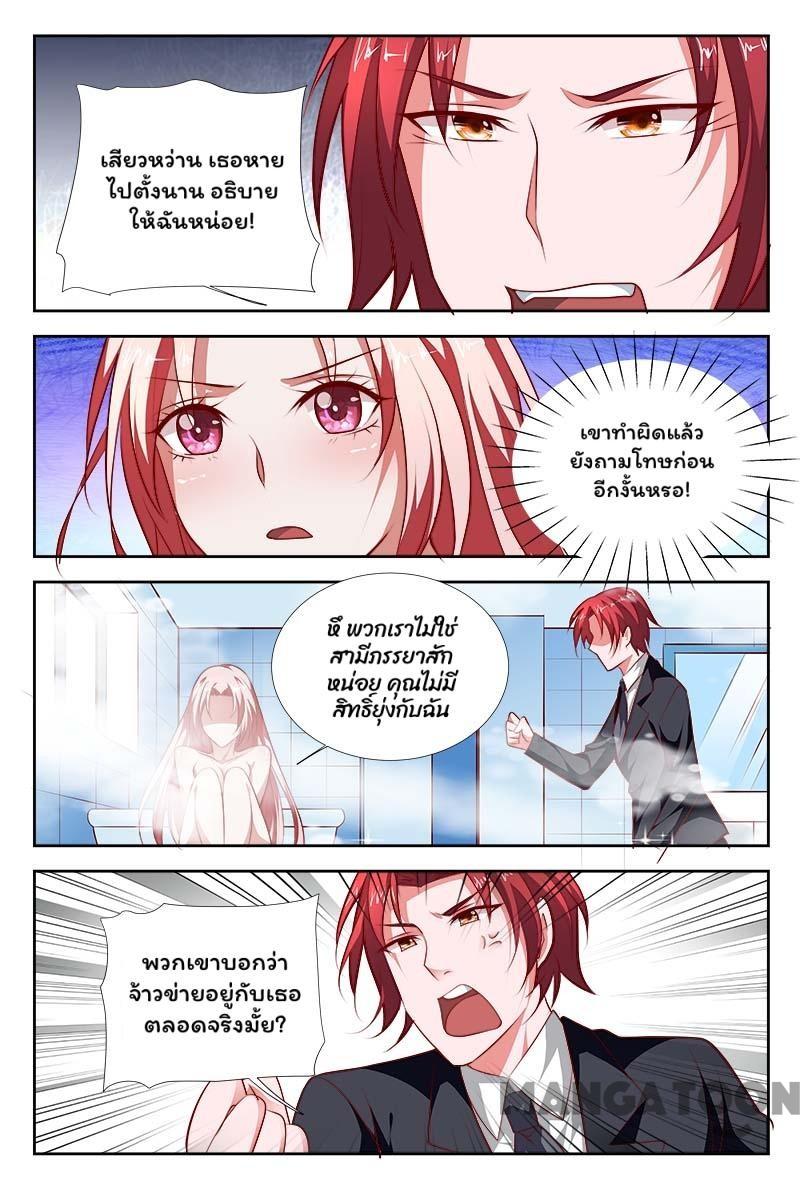 เสียวหว่าน เธอหาย
ไปตั้งนาน อธิบาย
ให้ฉันหน่อย!
เขาทำผิดแล้ว
ยังถามโทษก่อน
อีกงั้นหรอ!
หึ พวกเราไม่ใช่
สามีภรรยาสัก
หน่อย คุณไม่มี
สิทธิ์ยุ่งกับฉัน
พวกเขาบอกว่า
จ้าวข่ายอยู่กับเธอ
ตลอดจริงมั้ย?
MANGATOON